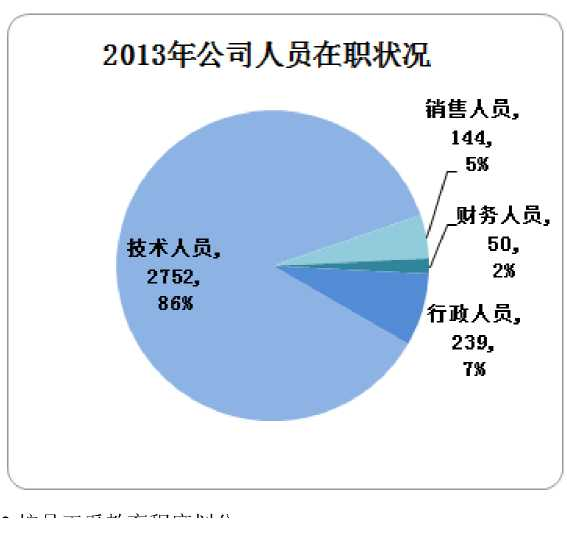 2013年公司人员在职状况
销售人员,
144,
5%
财务人员,
50,
2%
技术人员,
2752,
86%
行政人员,
239,
7%